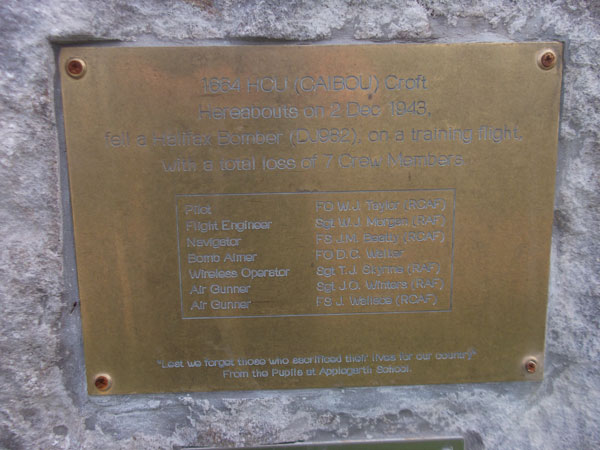 1664 HCU (CAIBOU) Croft
Hereabouts on 2 Dec 1943,
fell a Halifax Bomber (DJ982), on a training flight,
with a total loss of 7 Crew Members
Pilot FO W.J. Taylor (RCAF)
Flight Engineer Sgt W.J. Morgan (RAF)
Navigator FS J.M. (RCAF)
Bomb Aimer FO D.C. Walker
Wireless Operator Sgt T.J. (RAF)
Air Gunner Sgt J.O. Winters (RAF)
Air Gunner FS J. Wallace (RCAF)
"Lest we forget those who sacrificed their lives for our country"
From the Pupils at Applegarth School.